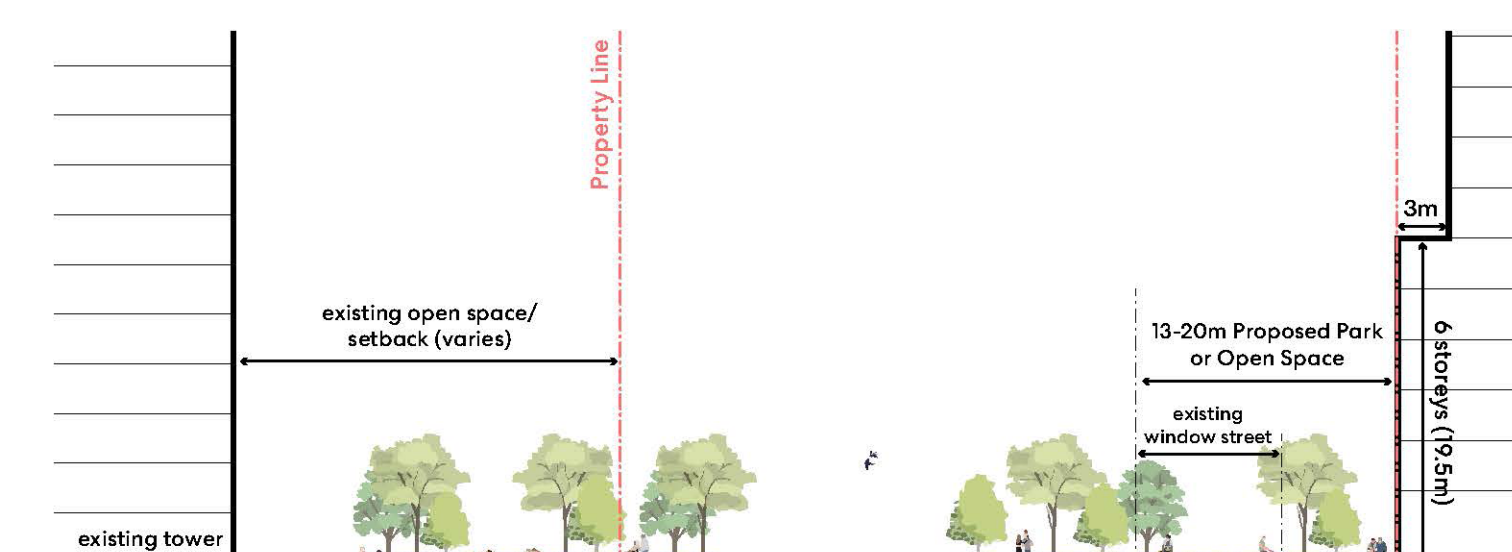 Property Line
3m
existing open space/
setback (varies)
13-20m Proposed Park
or Open Space
6 storeys (19.5m)
existing
window street
existing tower